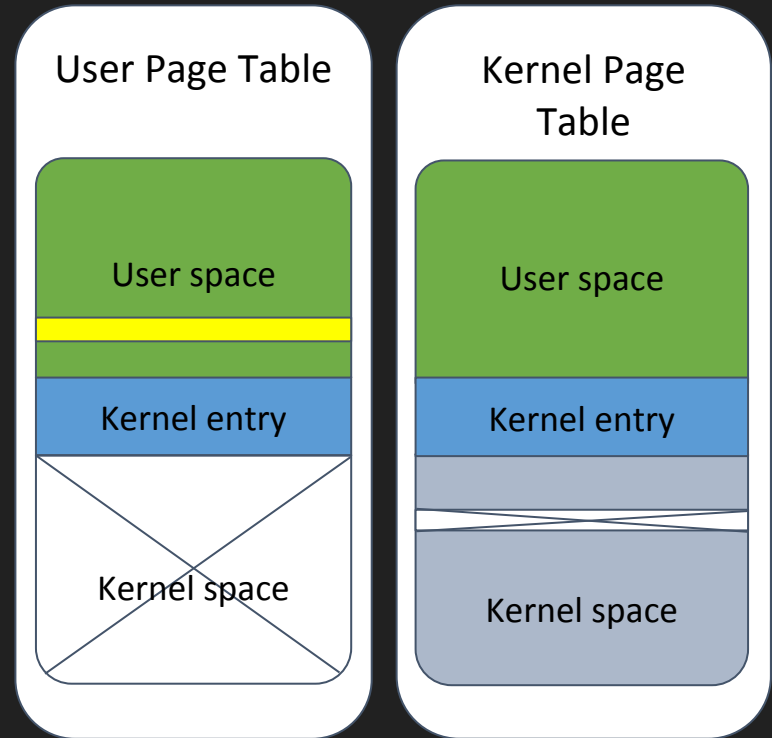 User Page Table
User space
Kernel entry
Kernel space
Kernel Page
Table
User space
Kernel entry
Kernel space